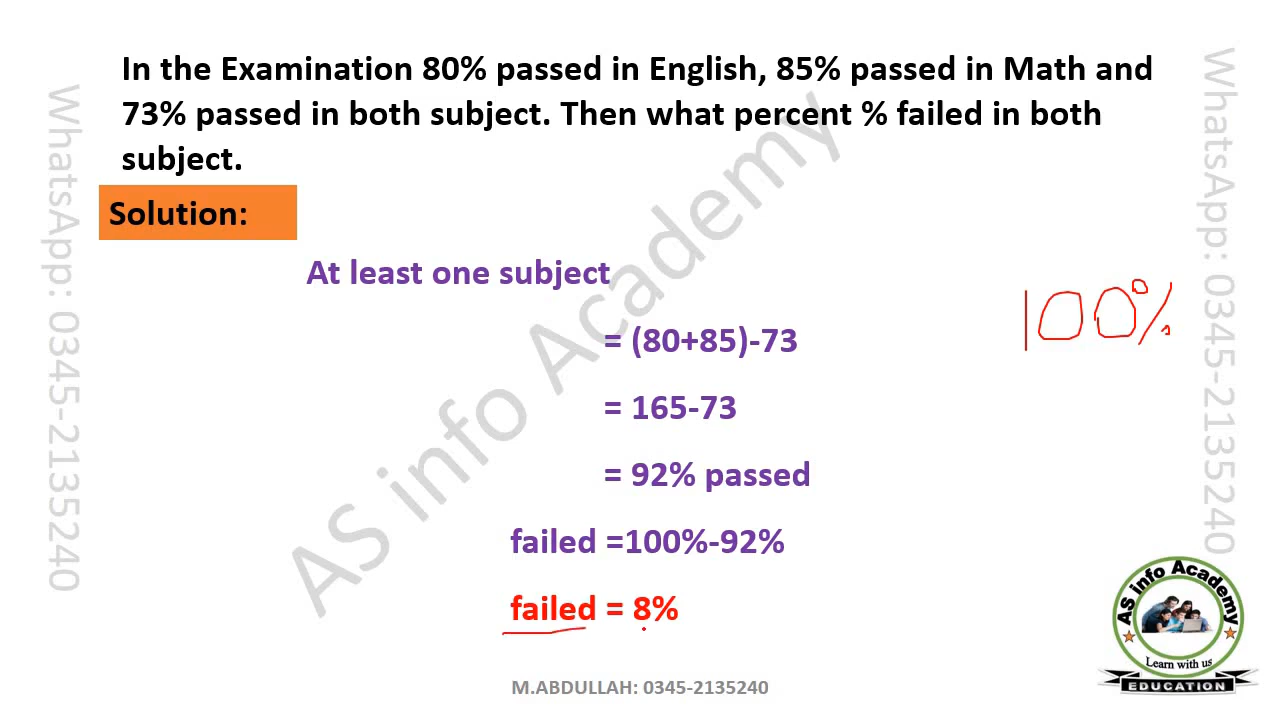 In the Examination 80% passed in English, 85% passed in Math and
73% passed in both subject. Then what percent % failed in both
subject.
Solution:
At least one subject
= (80+85)-73
100%
= 165-73
= 92% passed
failed =100%-92%
failed = 8%
M.ABDULLAH: 0345-2135240
WhatsApp: 0345-2135240
WhatsApp: 0345-2135240
AS info Academy
AS info Academy
Learn with us
EDUCATION